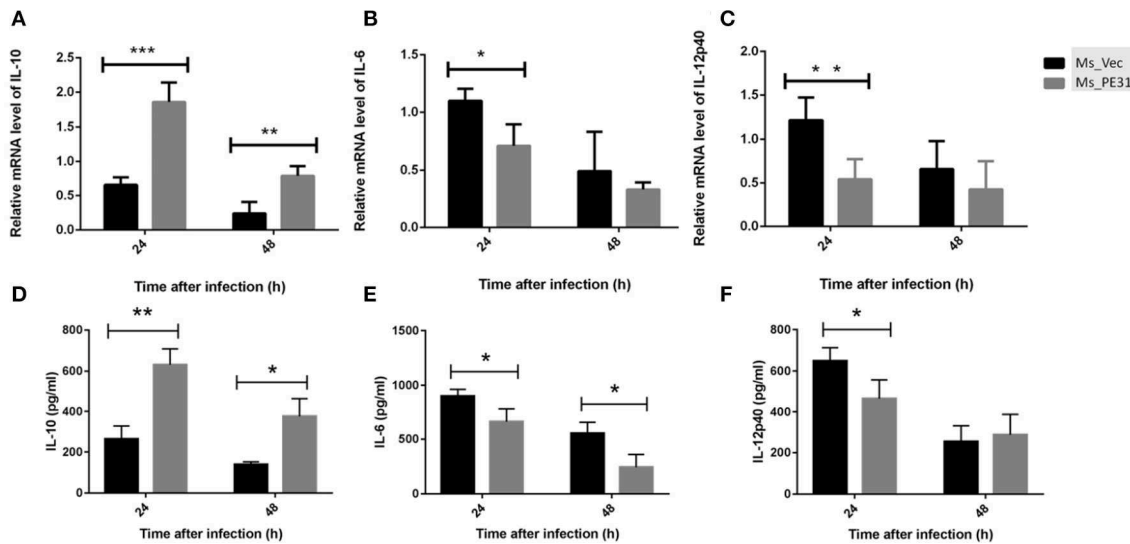 A
Relative mRNA level of IL-10
2.5
2.0
1.5
1.0
0.5
0.0
***
**
24
48
Time after infection (h)
B
Relative mRNA level of IL-6
1.5
1.0
0.5
0.0
*
24
48
Time after infection (h)
C
Relative mRNA level of IL-12p40
2.0
1.5
1.0
0.5
0.0
* *
24
48
Time after infection (h)
Ms_Vec
Ms_PE31
D
IL-10 (pg/ml)
800
600
400
200
0
**
*
24
48
Time after infection (h)
E
IL-6 (pg/ml)
1500
1000
500
0
*
*
24
48
Time after infection (h)
F
IL-12p40 (pg/ml)
800
600
400
200
0
*
24
48
Time after infection (h)